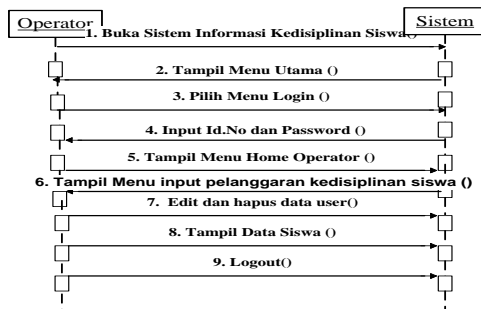 Operator
Sistem
1. Buka Sistem Informasi Kedisiplinan Siswa()
2. Tampil Menu Utama ()
3. Pilih Menu Login ()
4. Input Id.No dan Password ()
5. Tampil Menu Home Operator ()
6. Tampil Menu input pelanggaran kedisiplinan siswa ()
7. Edit dan hapus data user()
8. Tampil Data Siswa ()
9. Logout()